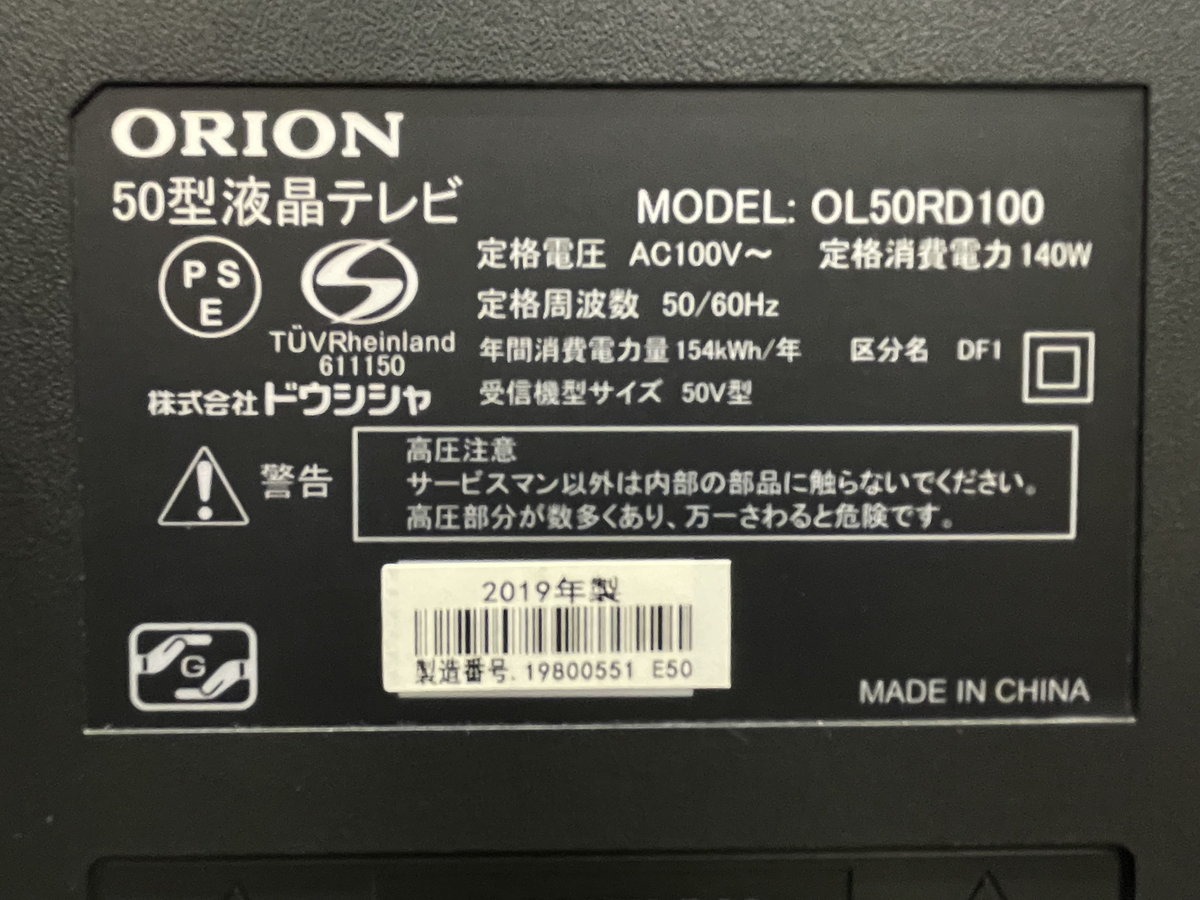 ORION
50型液晶テレビ
MODEL: OL50RD100
PSE
TÜVRheinland
611150
株式会社ドウシシャ
定格電圧 AC100V～ 定格消費電力 140W
定格周波数 50/60Hz
年間消費電力量 154kWh/年 区分名 DF1
受信機型サイズ 50V型
警告
高圧注意
サービスマン以外は内部の部品に触らないでください。
高圧部分が数多くあり、万一さわると危険です。
2019年製
製造番号. 19800551 E50
G
MADE IN CHINA